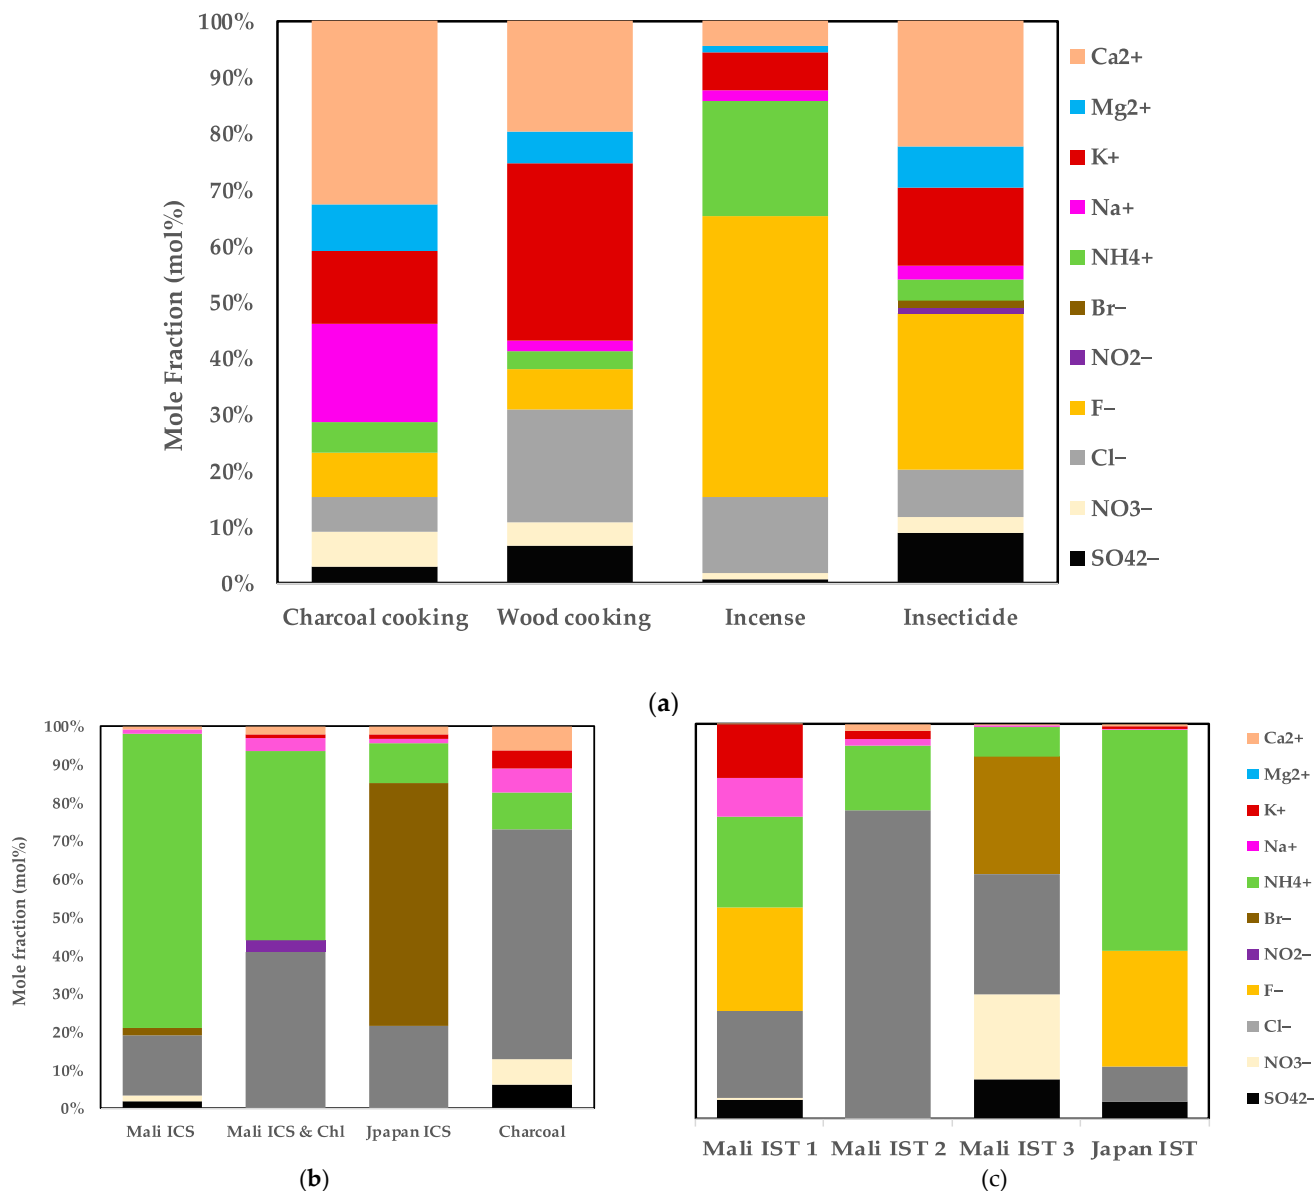 100%
90%
80%
70%
60%
50%
40%
30%
20%
10%
0%
Mole Fraction (mol%)
Charcoal cooking
Wood cooking
Incense
Insecticide
Ca2+
Mg2+
K+
Na+
NH4+
Br–
NO2–
F–
Cl–
NO3–
SO42–
(a)
100%
90%
80%
70%
60%
50%
40%
30%
20%
10%
0%
Mole fraction (mol%)
Mali ICS
Mali ICS & Chl
Jpapan ICS
Charcoal
(b)
Mali IST 1
Mali IST 2
Mali IST 3
Japan IST
Ca2+
Mg2+
K+
Na+
NH4+
Br–
NO2–
F–
Cl–
NO3–
SO42–
(c)